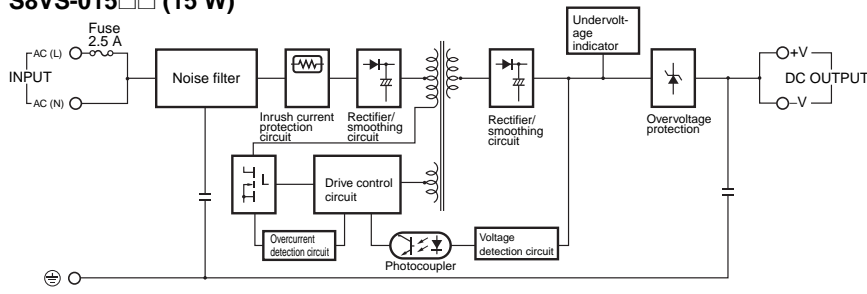 S8VS-015□□ (15 W)
Fuse
2.5 A
AC (L)
INPUT
AC (N)
Noise filter
Inrush current
protection
circuit
Rectifier/
smoothing
circuit
Drive control
circuit
Overcurrent
detection circuit
Photocoupler
Voltage
detection circuit
Rectifier/
smoothing
circuit
Undervolt-
age
indicator
Overvoltage
protection
+V
DC OUTPUT
−V